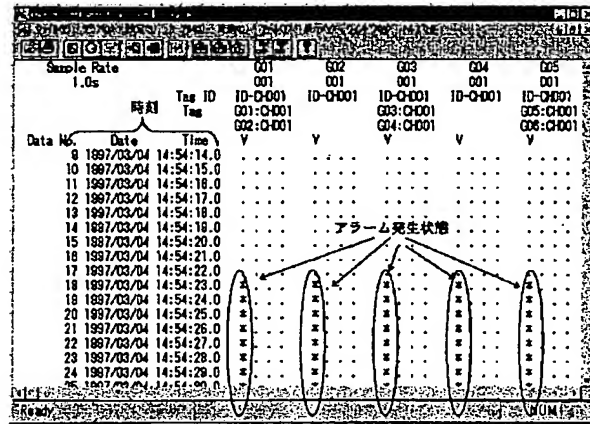 Sample Rate G01 G02 G03 G04 G05
1.0s 001 001 001 001 001
Tag ID ID-CH001 ID-CH001 ID-CH001 ID-CH001 ID-CH001
時刻 Tag G01:CH001 G03:CH001 G05:CH001
G02:CH001 G04:CH001 G06:CH001
Data No. Date Time V V V V V
9 1997/03/04 14:54:14.0 . . . . . . . . . . . . . . . . . . . .
10 1997/03/04 14:54:15.0 . . . . . . . . . . . . . . . . . . . .
11 1997/03/04 14:54:16.0 . . . . . . . . . . . . . . . . . . . .
12 1997/03/04 14:54:17.0 . . . . . . . . . . . . . . . . . . . .
13 1997/03/04 14:54:18.0 . . . . . . . . . . . . . . . . . . . .
14 1997/03/04 14:54:19.0
アラーム発生状態
15 1997/03/04 14:54:20.0
16 1997/03/04 14:54:21.0
17 1997/03/04 14:54:22.0
18 1997/03/04 14:54:23.0 * . . . * . . . * . . . * . . . * . . .
19 1997/03/04 14:54:24.0 * . . . * . . . * . . . * . . . * . . .
20 1997/03/04 14:54:25.0 * . . . * . . . * . . . * . . . * . . .
21 1997/03/04 14:54:26.0 * . . . * . . . * . . . * . . . * . . .
22 1997/03/04 14:54:27.0 * . . . * . . . * . . . * . . . * . . .
23 1997/03/04 14:54:28.0 * . . . * . . . * . . . * . . . * . . .
24 1997/03/04 14:54:29.0 * . . . * . . . * . . . * . . . * . . .
Ready NUM